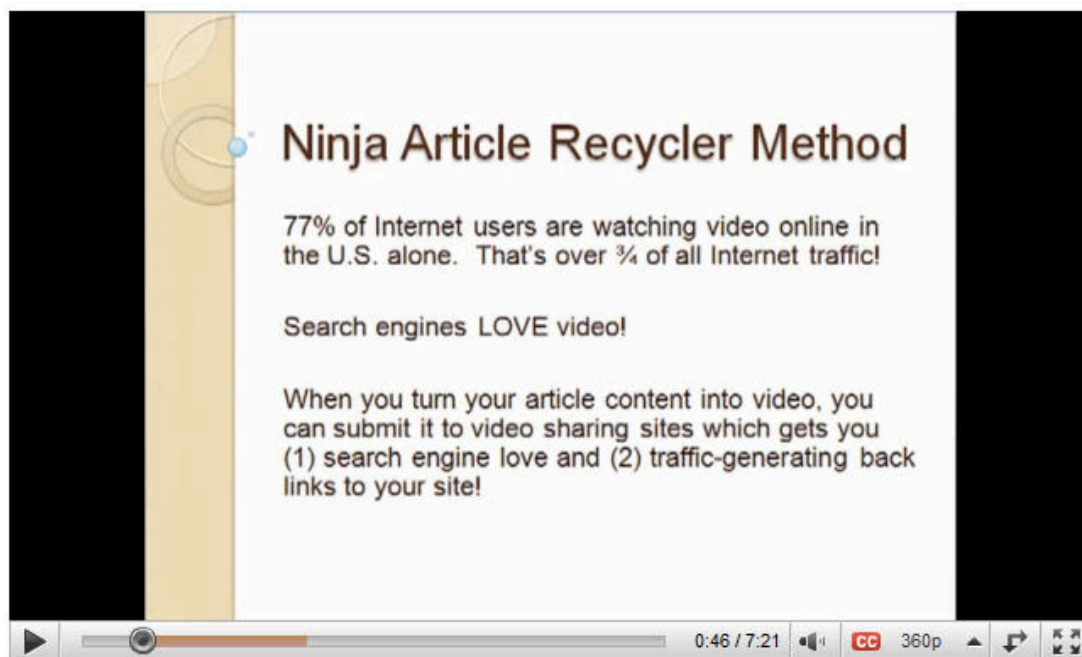 Ninja Article Recycler Method
77% of Internet users are watching video online in
the U.S. alone.  That's over ¾ of all Internet traffic!
Search engines LOVE video!
When you turn your article content into video, you
can submit it to video sharing sites which gets you
(1) search engine love and (2) traffic-generating back
links to your site!
0:46 / 7:21 CC 360p